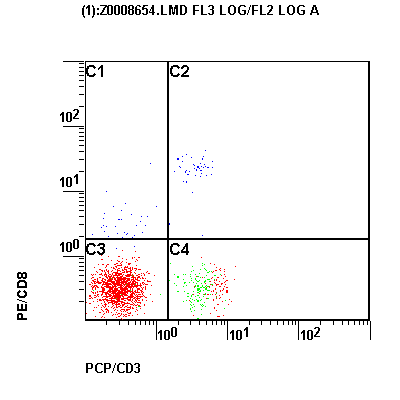 (1):Z0008654.LMD FL3 LOG/FL2 LOG A
C1 C2
10²
10¹
10⁰
C3 C4
PE/CD8
10⁰ 10¹ 10²
PCP/CD3